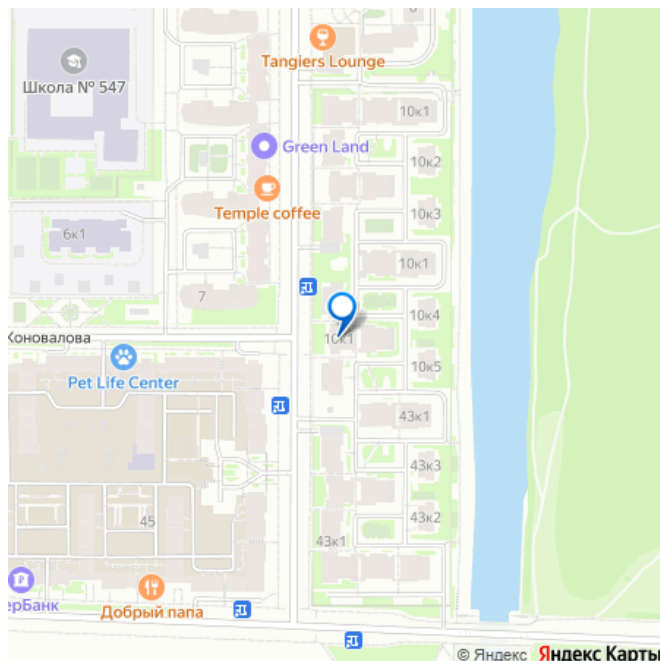 8
Tangiers Lounge
Школа № 547
10к1
Green Land
10к2
Temple coffee
10к3
6к1
10к1
7
10к4
Коновалова
10к1
Pet Life Center
10к5
43к1
43к3
45
43к2
43к1
ерБанк
Добрый папа
© Яндекс Яндекс Карты